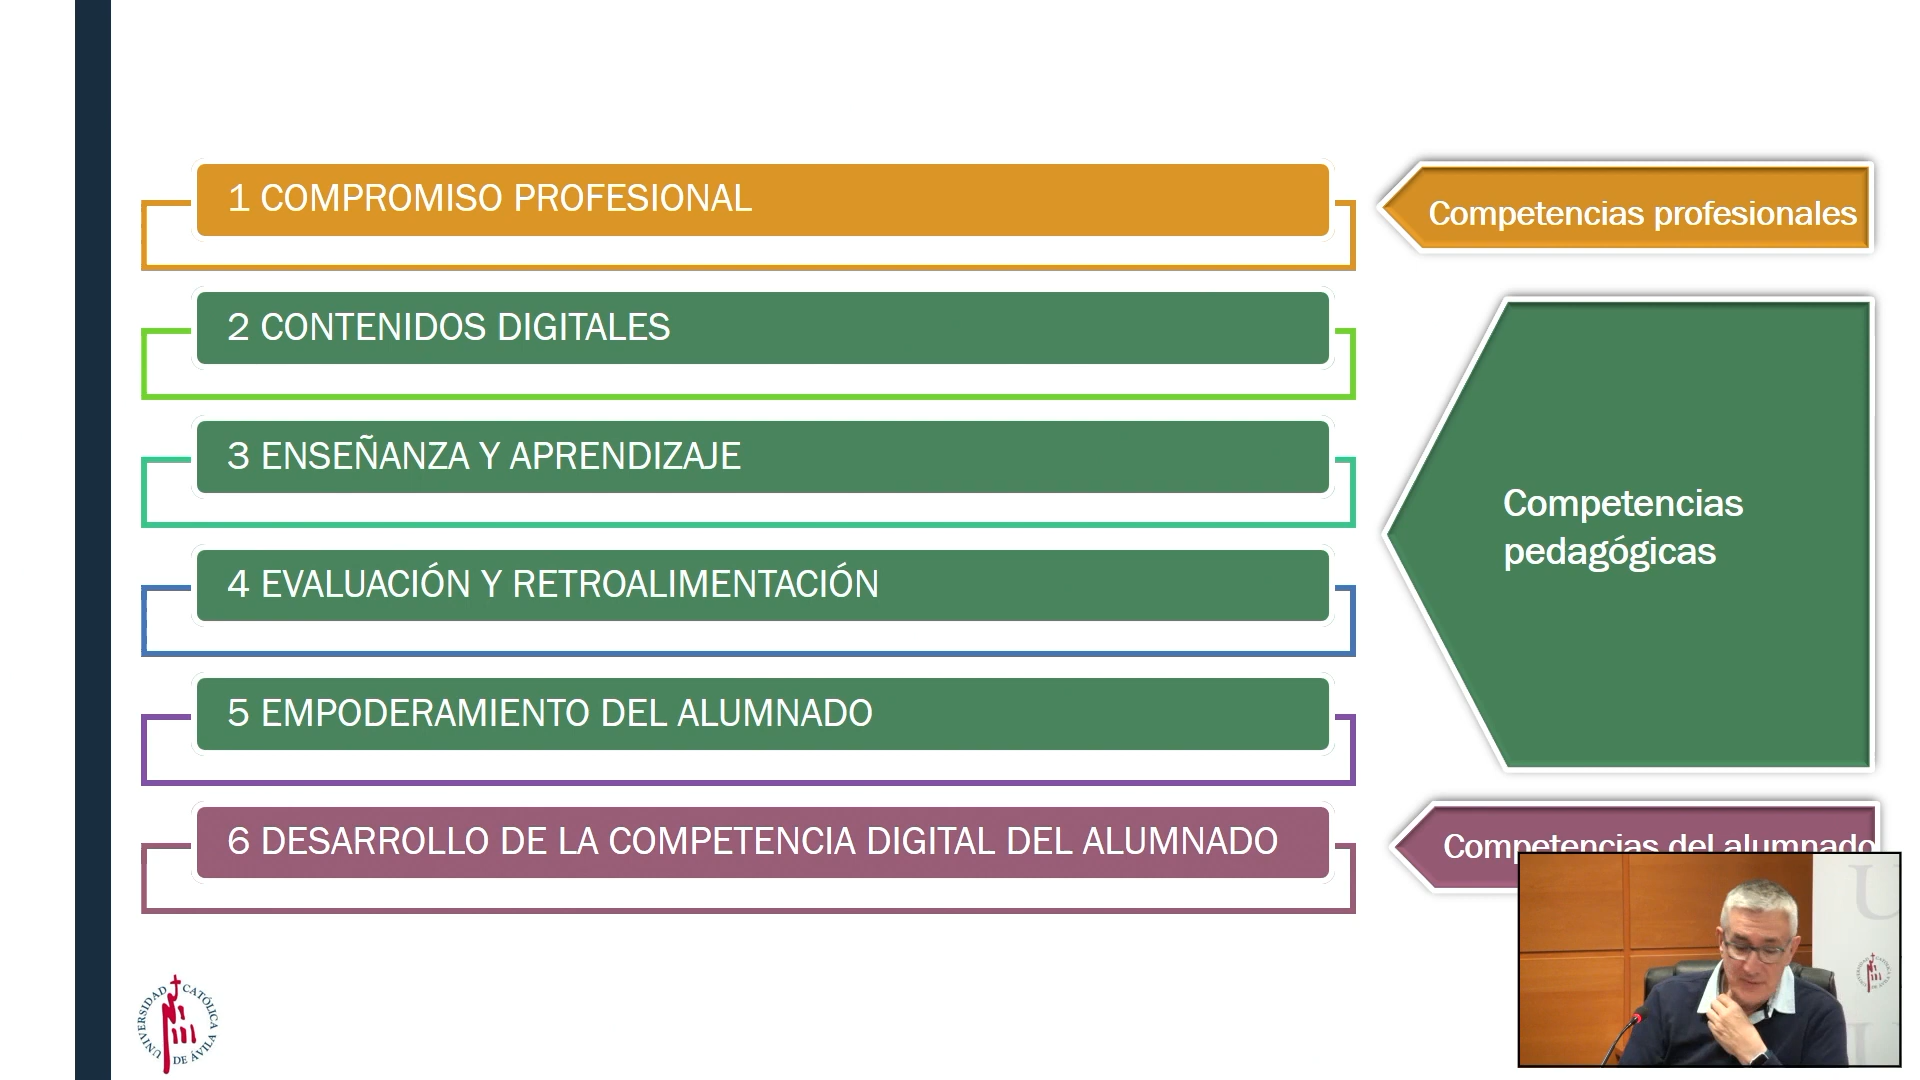 1 COMPROMISO PROFESIONAL
Competencias profesionales
2 CONTENIDOS DIGITALES
3 ENSEÑANZA Y APRENDIZAJE
4 EVALUACIÓN Y RETROALIMENTACIÓN
5 EMPODERAMIENTO DEL ALUMNADO
Competencias
pedagógicas
6 DESARROLLO DE LA COMPETENCIA DIGITAL DEL ALUMNADO
Competencias del alumnado
UNIVERSIDAD CATÓLICA
DE ÁVILA